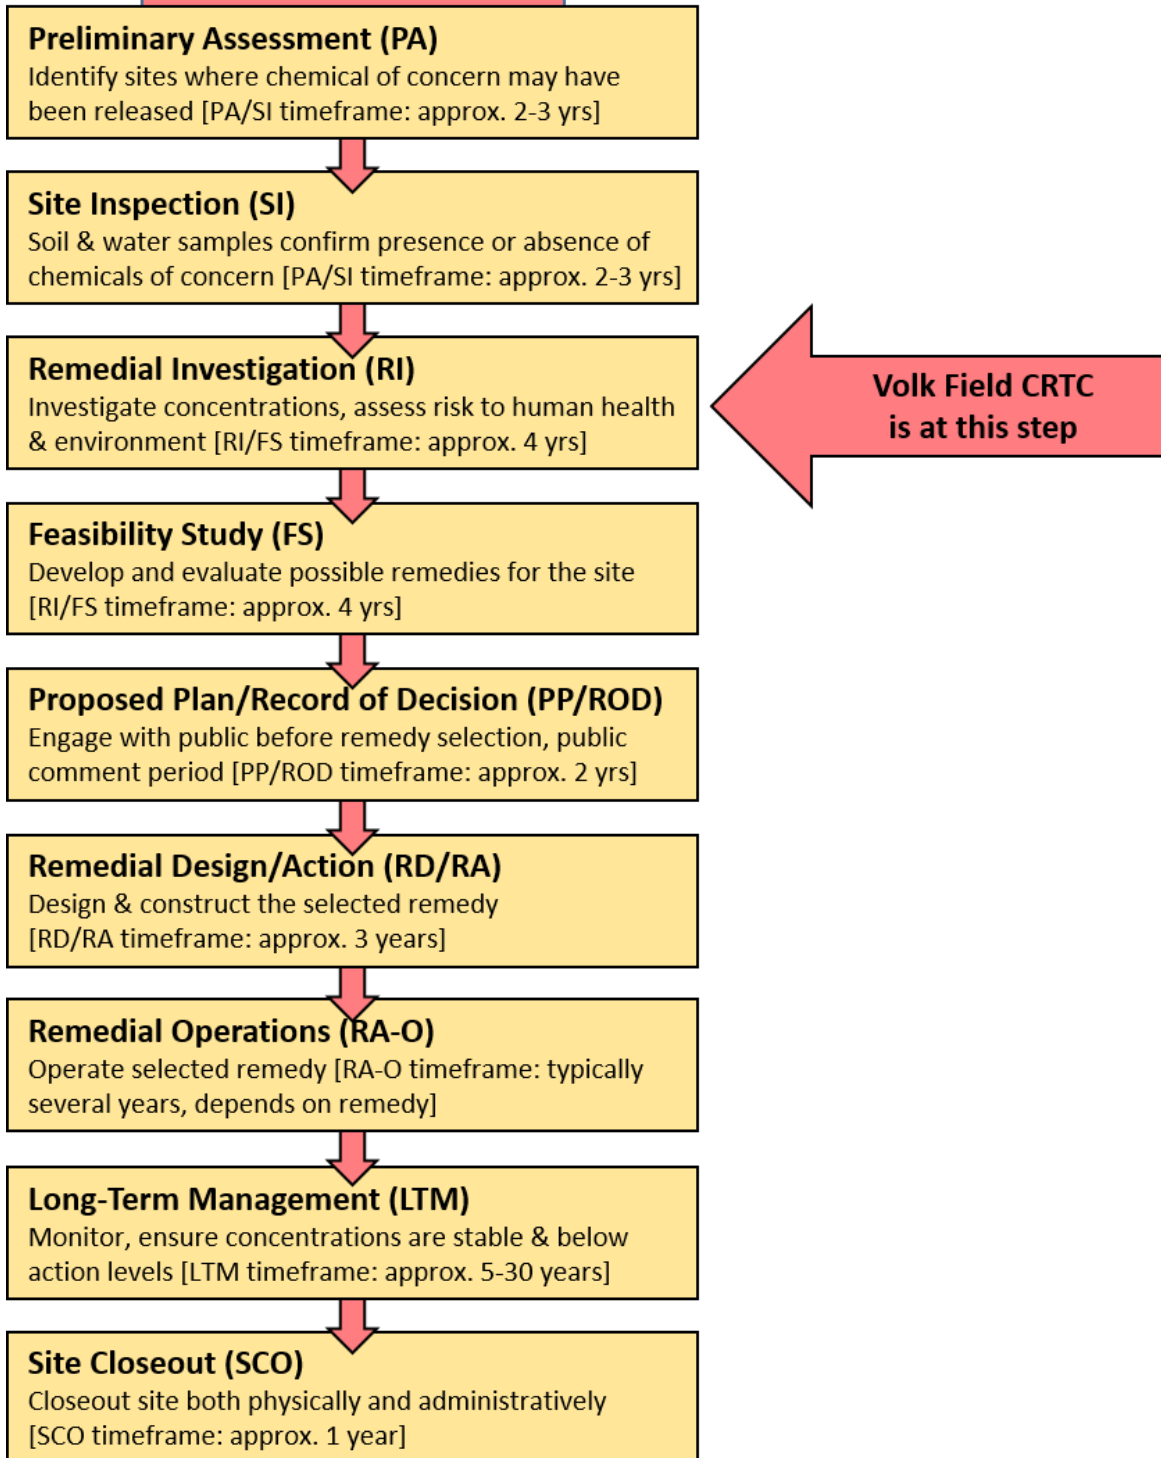 Preliminary Assessment (PA)
Identify sites where chemical of concern may have
been released [PA/SI timeframe: approx. 2-3 yrs]
Site Inspection (SI)
Soil & water samples confirm presence or absence of
chemicals of concern [PA/SI timeframe: approx. 2-3 yrs]
Remedial Investigation (RI)
Investigate concentrations, assess risk to human health
& environment [RI/FS timeframe: approx. 4 yrs]
Volk Field CRTC
is at this step
Feasibility Study (FS)
Develop and evaluate possible remedies for the site
[RI/FS timeframe: approx. 4 yrs]
Proposed Plan/Record of Decision (PP/ROD)
Engage with public before remedy selection, public
comment period [PP/ROD timeframe: approx. 2 yrs]
Remedial Design/Action (RD/RA)
Design & construct the selected remedy
[RD/RA timeframe: approx. 3 years]
Remedial Operations (RA-O)
Operate selected remedy [RA-O timeframe: typically
several years, depends on remedy]
Long-Term Management (LTM)
Monitor, ensure concentrations are stable & below
action levels [LTM timeframe: approx. 5-30 years]
Site Closeout (SCO)
Closeout site both physically and administratively
[SCO timeframe: approx. 1 year]